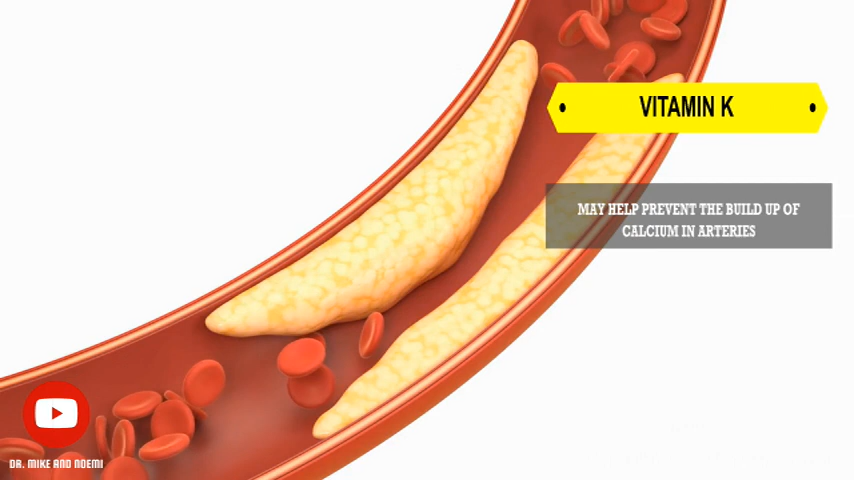 VITAMIN K
MAY HELP PREVENT THE BUILD UP OF
CALCIUM IN ARTERIES
DR. MIKE AND NOEMI